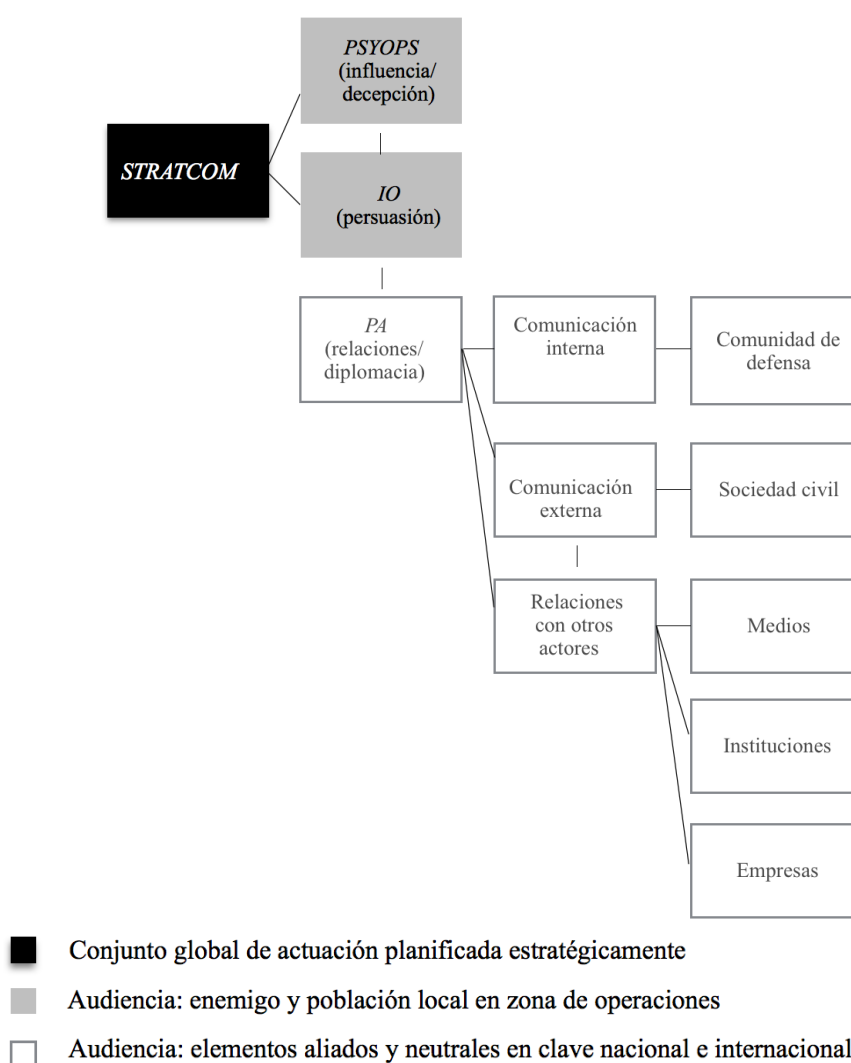 PSYOPS
(influencia/
decepción)
STRATCOM
IO
(persuasión)
PA
(relaciones/
diplomacia)
Comunicación
interna
Comunidad de
defensa
Comunicación
externa
Sociedad civil
Relaciones
con otros
actores
Medios
Instituciones
Empresas
Conjunto global de actuación planificada estratégicamente
Audiencia: enemigo y población local en zona de operaciones
Audiencia: elementos aliados y neutrales en clave nacional e internacional